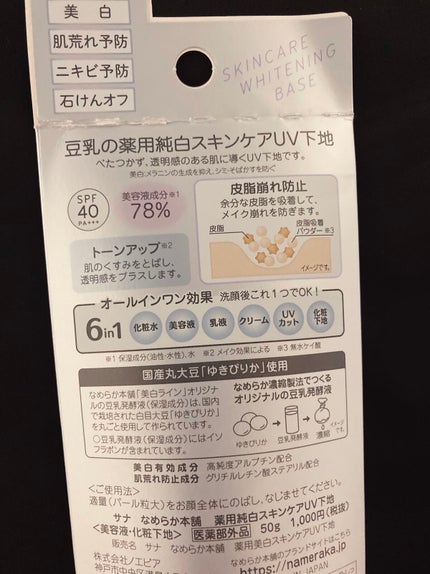 美白
肌荒れ予防
ニキビ予防
石けんオフ
SKINCARE
WHITENING
BASE
豆乳の薬用純白スキンケアUV下地
べたつかず、透明感のある肌に導くUV下地です。
美白:メラニンの生成を抑え、シミ・そばかすを防ぐ
SPF
40
PA+++
美容液成分※1
78%
トーンアップ※2
肌のくすみをとばし、
透明感をプラスします。
皮脂崩れ防止
余分な皮脂を吸着して、
メイク崩れを防ぎます。
皮脂
皮脂吸着
パウダー※3
イメージです。
オールインワン効果 洗顔後これ1つでOK!
6in1
化粧水
美容液
乳液
クリーム
UV
カット
化粧
下地
※1 保湿成分(油性・水性)、水 ※2 メイク効果による ※3 無水ケイ酸
国産丸大豆「ゆきぴりか」使用
なめらか本舗「美白ライン」オリジナ
ルの豆乳発酵液(保湿成分)は、国内
で栽培された白目大豆「ゆきぴりか」を
丸ごと使用して作られています。
○豆乳発酵液(保湿成分)にはイソ
フラボンが含まれています。
なめらか濃縮製法でつくる
オリジナルの豆乳発酵液
ゆきぴりか
豆乳発酵液
濃縮
イメージです。
美白有効成分 高純度アルブチン配合
肌荒れ防止成分 グリチルレチン酸ステアリル配合
<ご使用法>
適量(パール粒大)をお顔全体にのばし、なじませてください。
サナ なめらか本舗 薬用純白スキンケアUV下地
<美容液・化粧下地> 医薬部外品 50g 1,000円(税抜)
販売名 サナ なめらか本舗 薬用美白スキンケアUV下地
株式会社ノエビア
なめらか本舗のブランドサイトはこちら
https://nameraka.jp
IN JAPAN